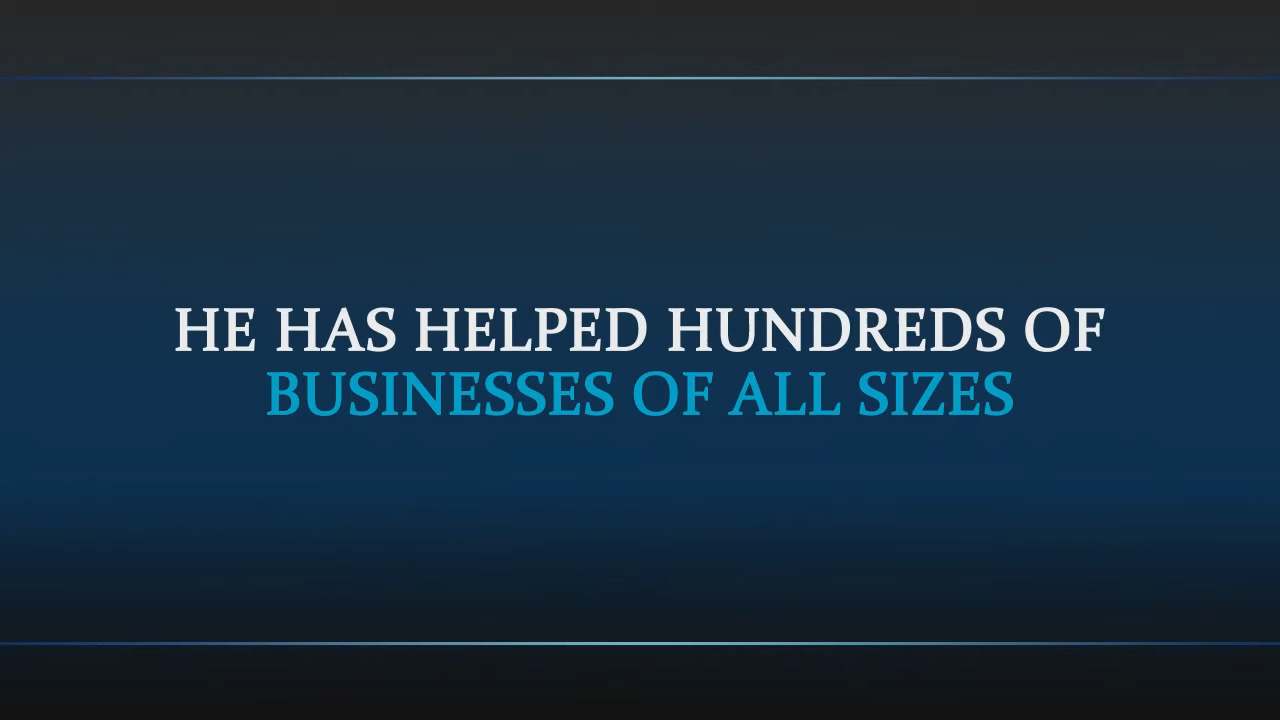 HE HAS HELPED HUNDREDS OF
BUSINESSES OF ALL SIZES